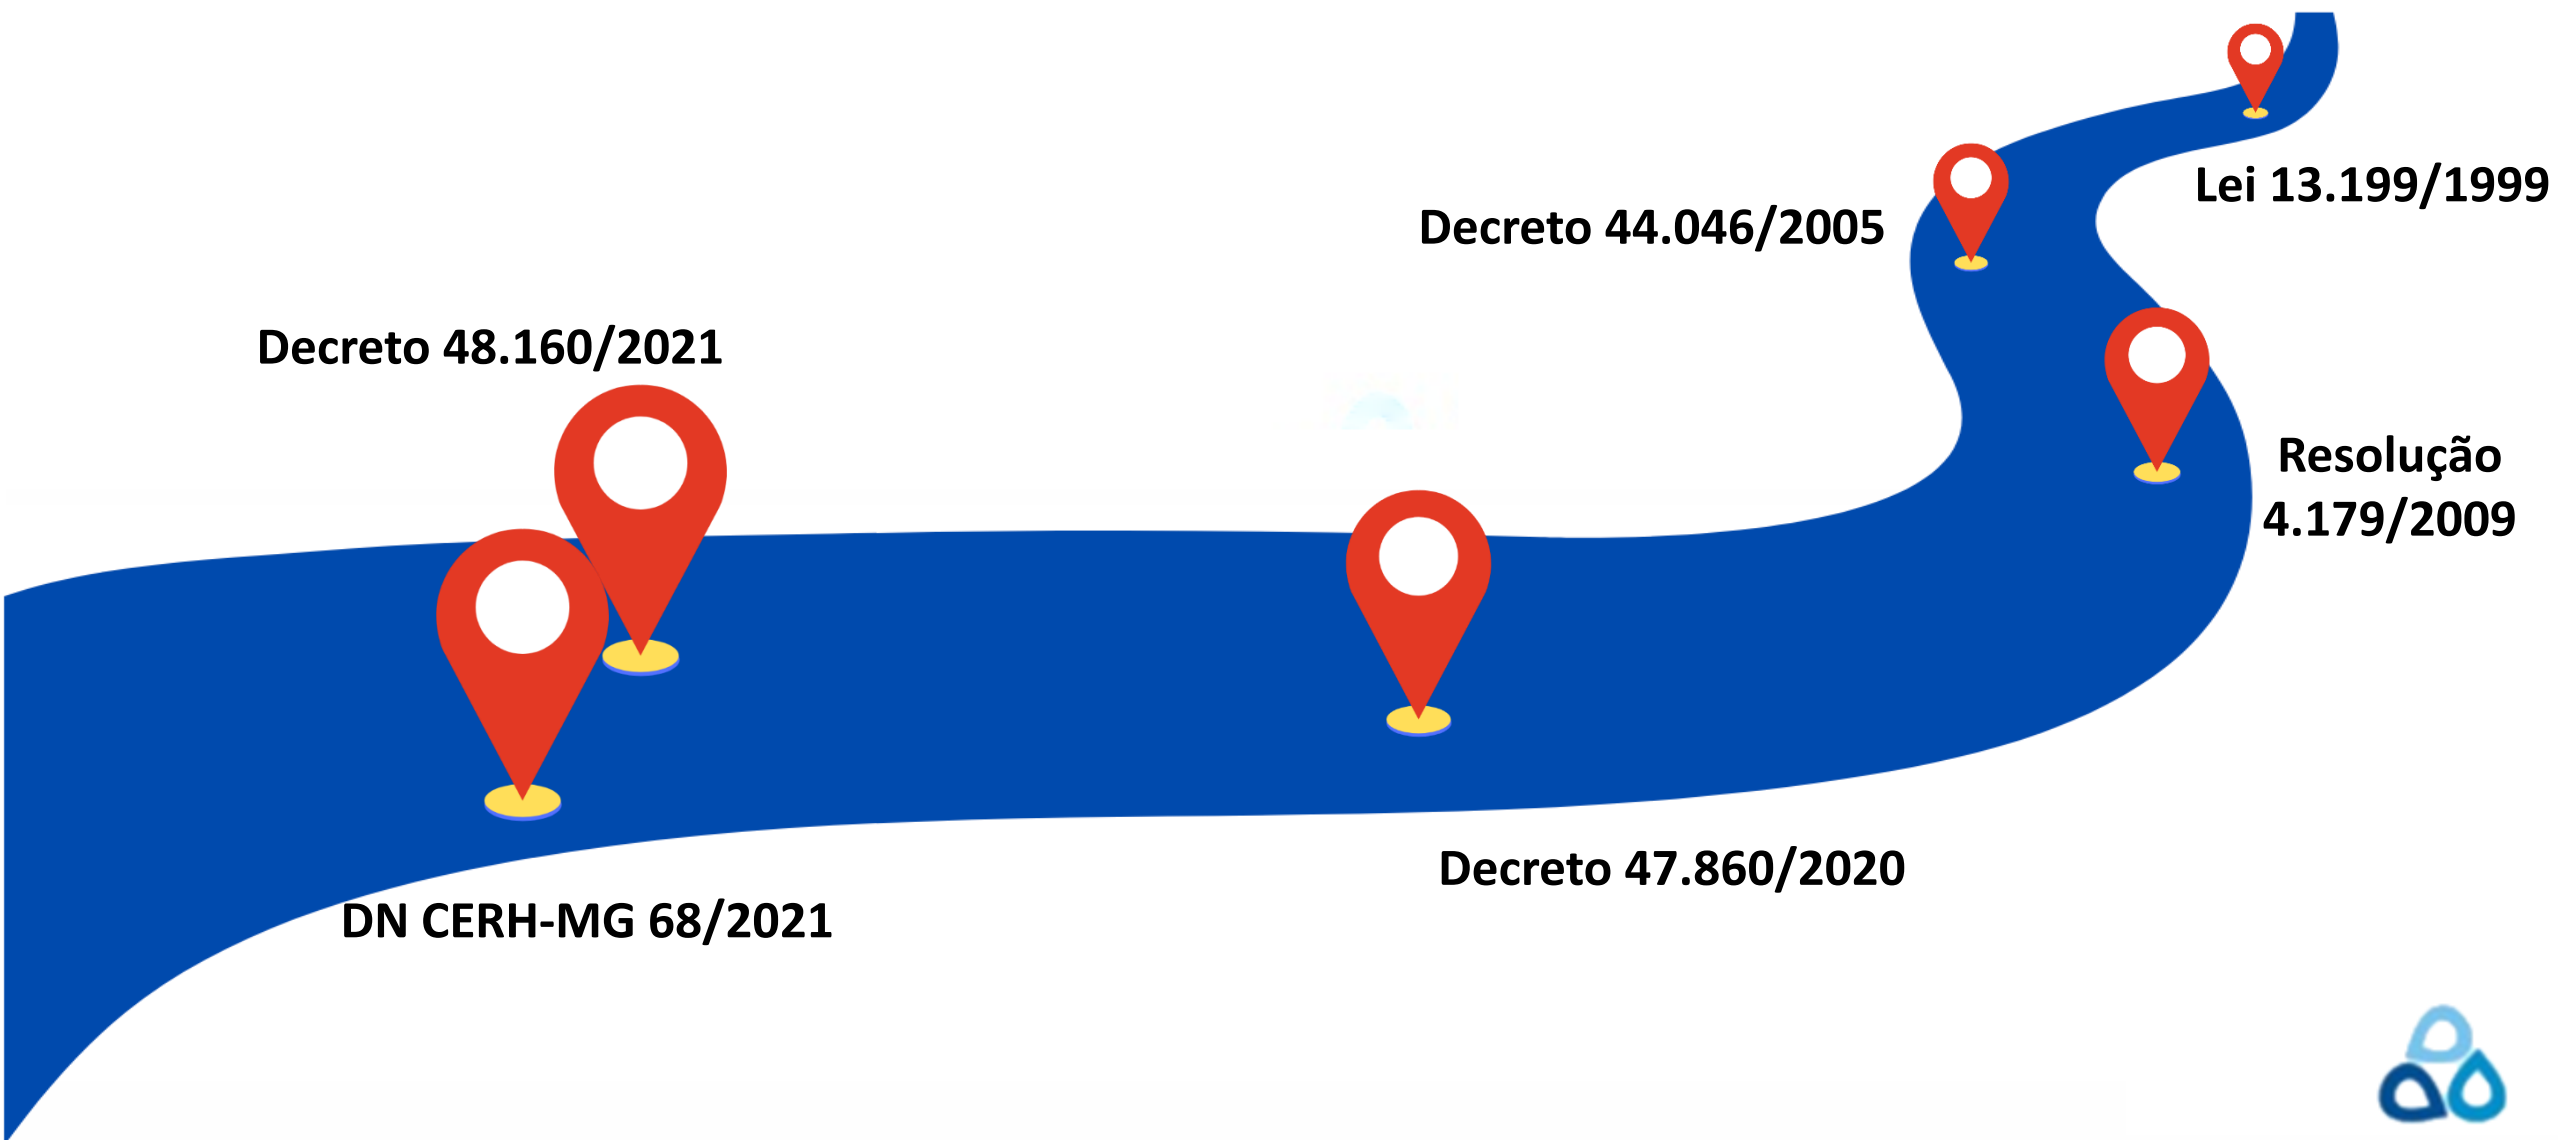 Lei 13.199/1999
Decreto 44.046/2005
Decreto 48.160/2021
Resolução
4.179/2009
Decreto 47.860/2020
DN CERH-MG 68/2021